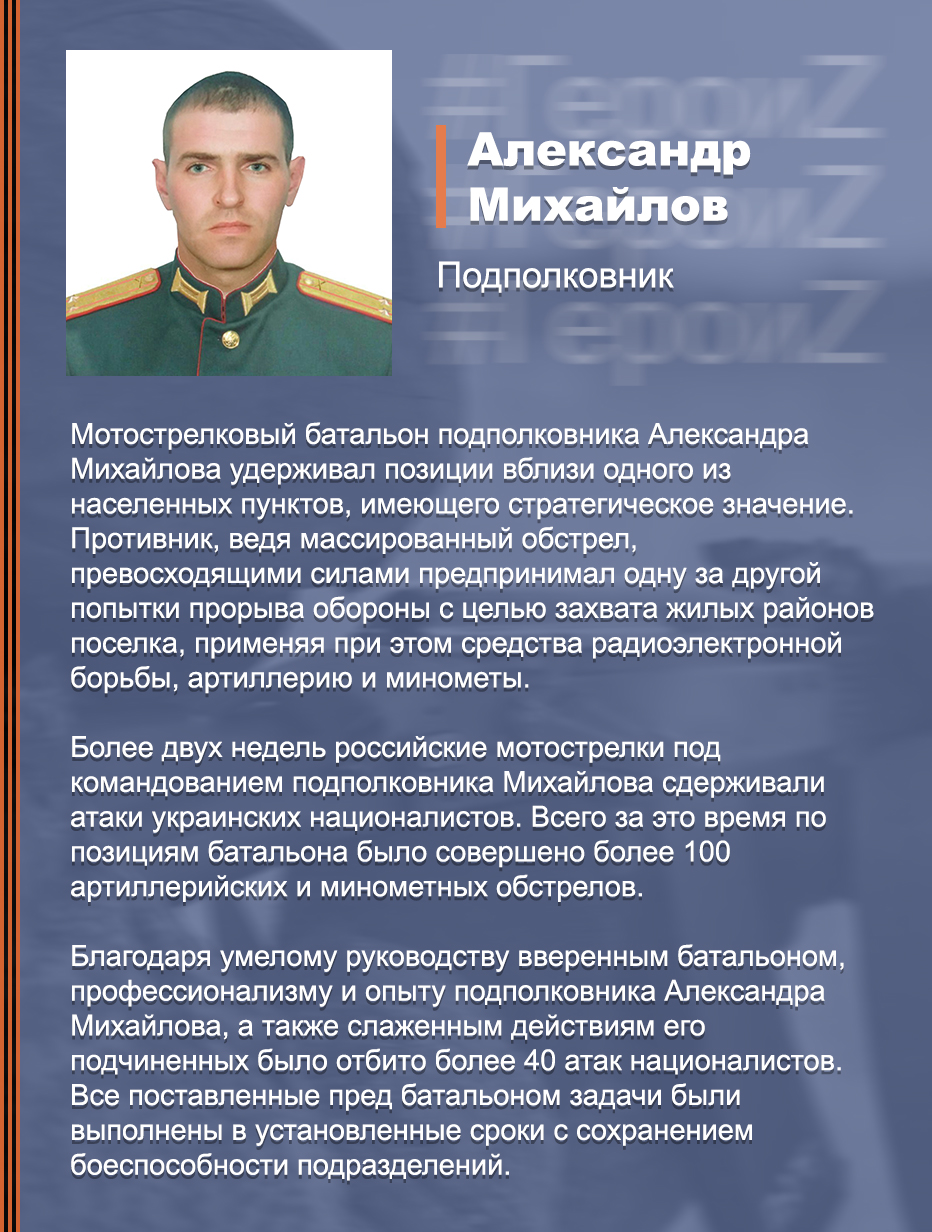 #ГероиZ
Александр
#ГероиZ
Михайлов
Подполковник
#ГероиZ
Мотострелковый батальон подполковника Александра
Михайлова удерживал позиции вблизи одного из
населенных пунктов, имеющего стратегическое значение.
Противник, ведя массированный обстрел,
превосходящими силами предпринимал одну за другой
попытки прорыва обороны с целью захвата жилых районов
поселка, применяя при этом средства радиоэлектронной
борьбы, артиллерию и минометы.
Более двух недель российские мотострелки под
командованием подполковника Михайлова сдерживали
атаки украинских националистов. Всего за это время по
позициям батальона было совершено более 100
артиллерийских и минометных обстрелов.
Благодаря умелому руководству вверенным батальоном,
профессионализму и опыту подполковника Александра
Михайлова, а также слаженным действиям его
подчиненных было отбито более 40 атак националистов.
Все поставленные пред батальоном задачи были
выполнены в установленные сроки с сохранением
боеспособности подразделений.